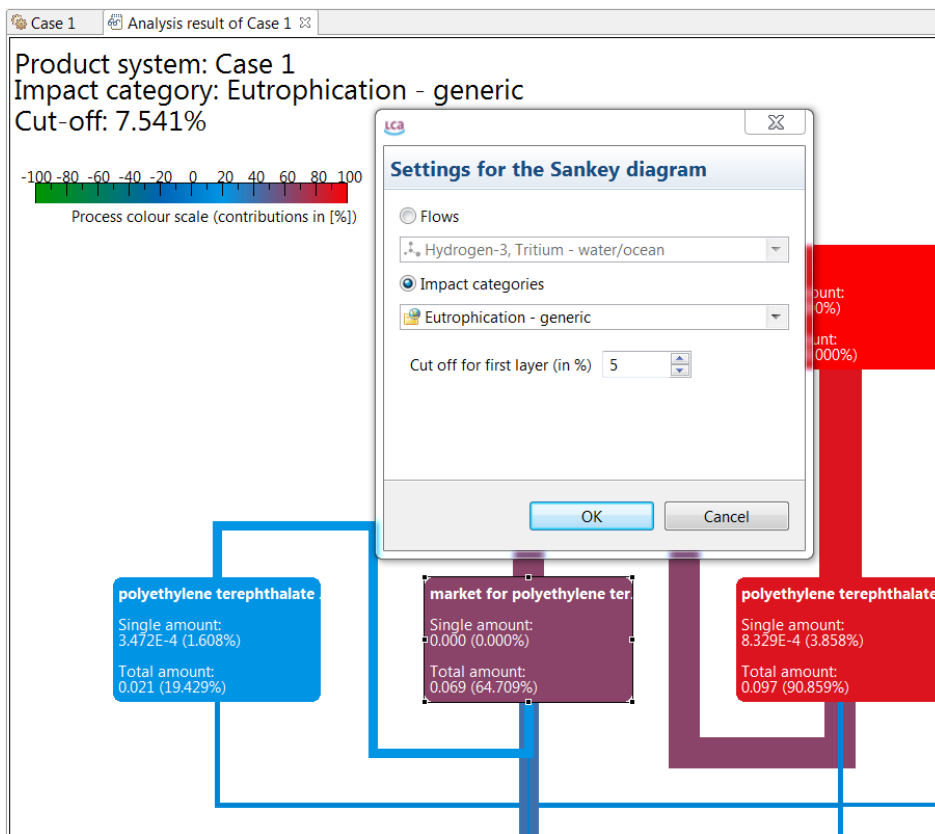 Case 1
Analysis result of Case 1
Product system: Case 1
Impact category: Eutrophication - generic
Cut-off: 7.541%
-100 -80 -60 -40 -20 0 20 40 60 80 100
Process colour scale (contributions in [%])
LCA
Settings for the Sankey diagram
Flows
Hydrogen-3, Tritium - water/ocean
Impact categories
Eutrophication - generic
Cut off for first layer (in %) 5
OK Cancel
ount:
0%)
unt:
000%)
polyethylene terephthalate .
Single amount:
3.472E-4 (1.608%)
Total amount:
0.021 (19.429%)
market for polyethylene ter.
Single amount:
0.000 (0.000%)
Total amount:
0.069 (64.709%)
polyethylene terephthalate
Single amount:
8.329E-4 (3.858%)
Total amount:
0.097 (90.859%)